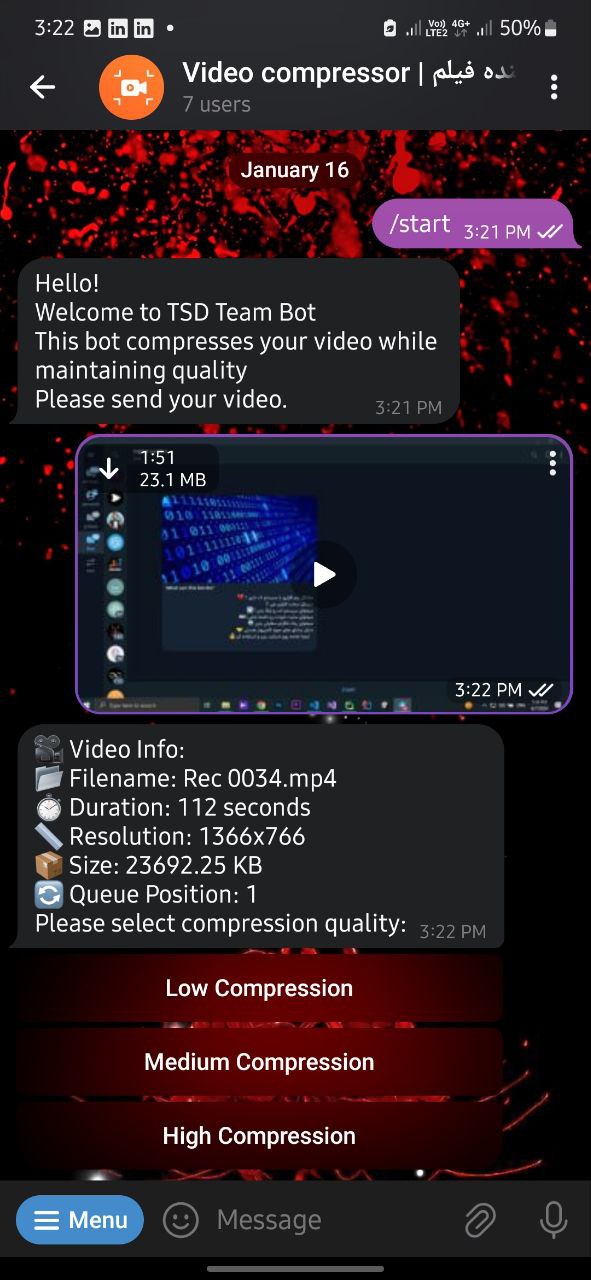 3:22
Vo)) 4G+
LTE2
50%
Video compressor | نده فیلم
7 users
January 16
/start 3:21 PM
Hello!
Welcome to TSD Team Bot
This bot compresses your video while
maintaining quality
Please send your video.
3:21 PM
1:51
23.1 MB
3:22 PM
Video Info:
Filename: Rec 0034.mp4
Duration: 112 seconds
Resolution: 1366x766
Size: 23692.25 KB
Queue Position: 1
Please select compression quality: 3:22 PM
Low Compression
Medium Compression
High Compression
Menu
Message